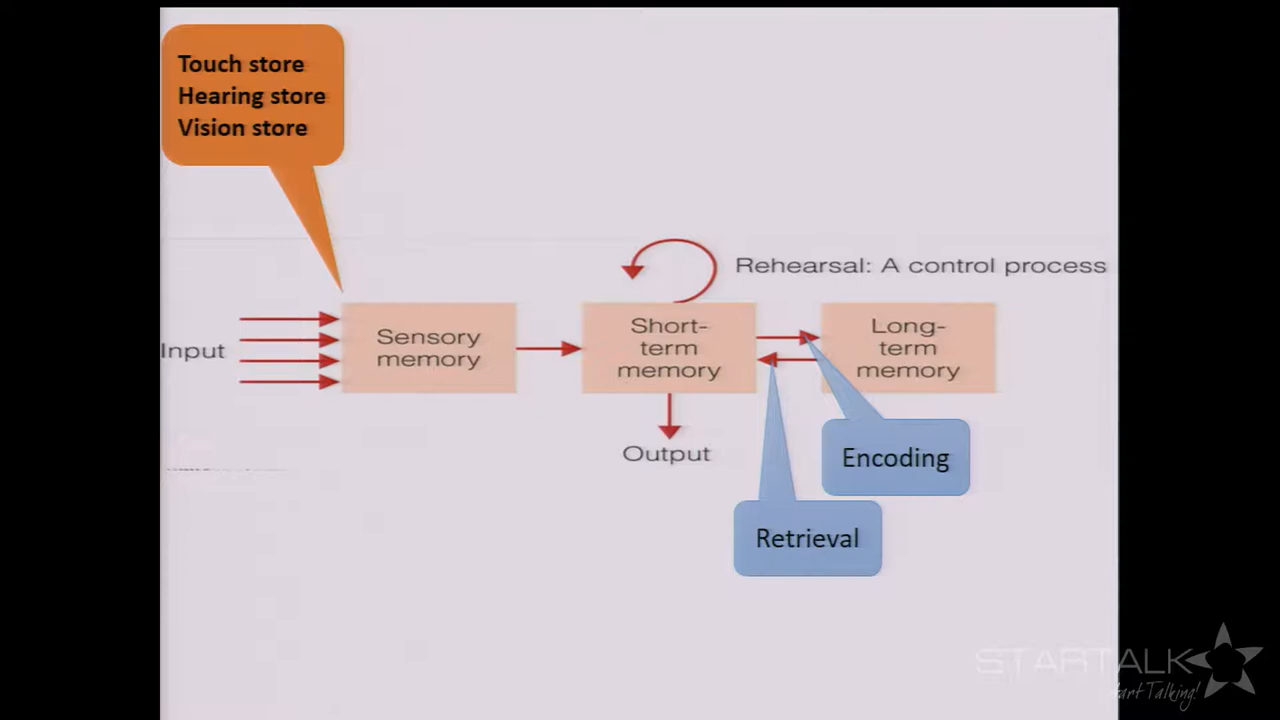 Touch store
Hearing store
Vision store
Rehearsal: A control process
Input
Sensory
memory
Short-
term
memory
Long-
term
memory
Output
Encoding
Retrieval
STARTALK
Start Talking!